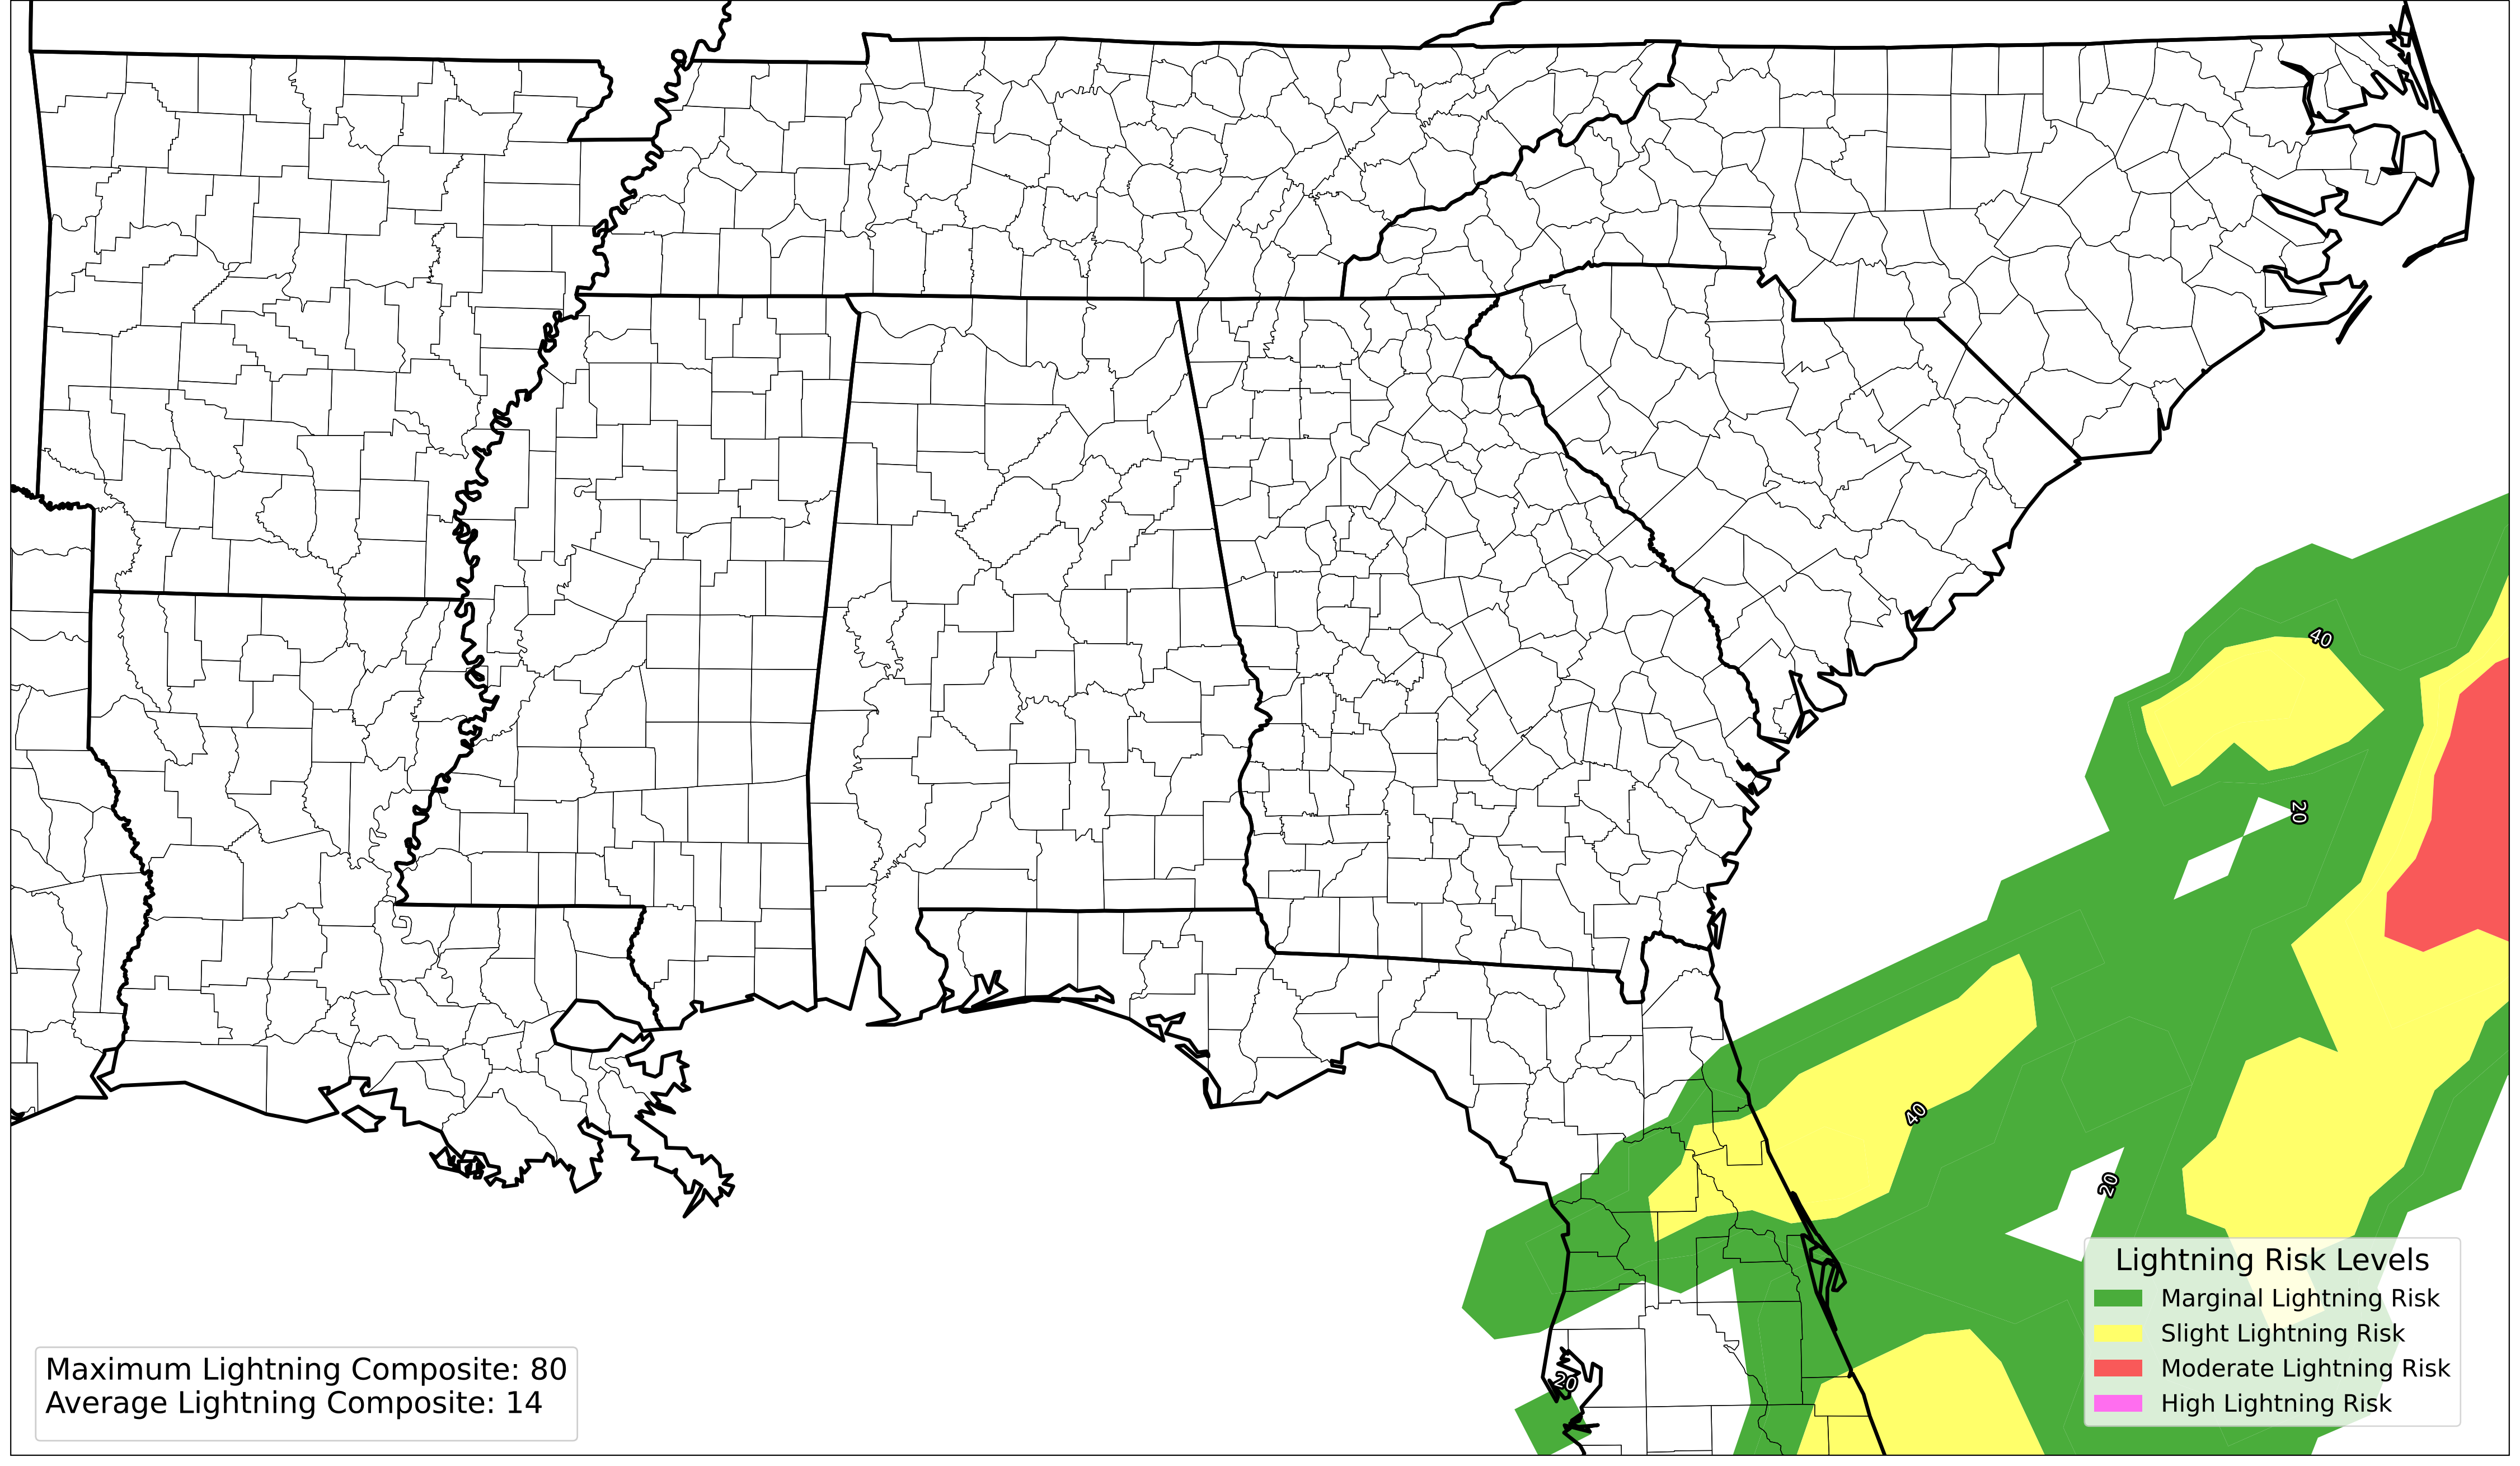 40
20
40
20
20
Lightning Risk Levels
Marginal Lightning Risk
Slight Lightning Risk
Moderate Lightning Risk
High Lightning Risk
Maximum Lightning Composite: 80
Average Lightning Composite: 14